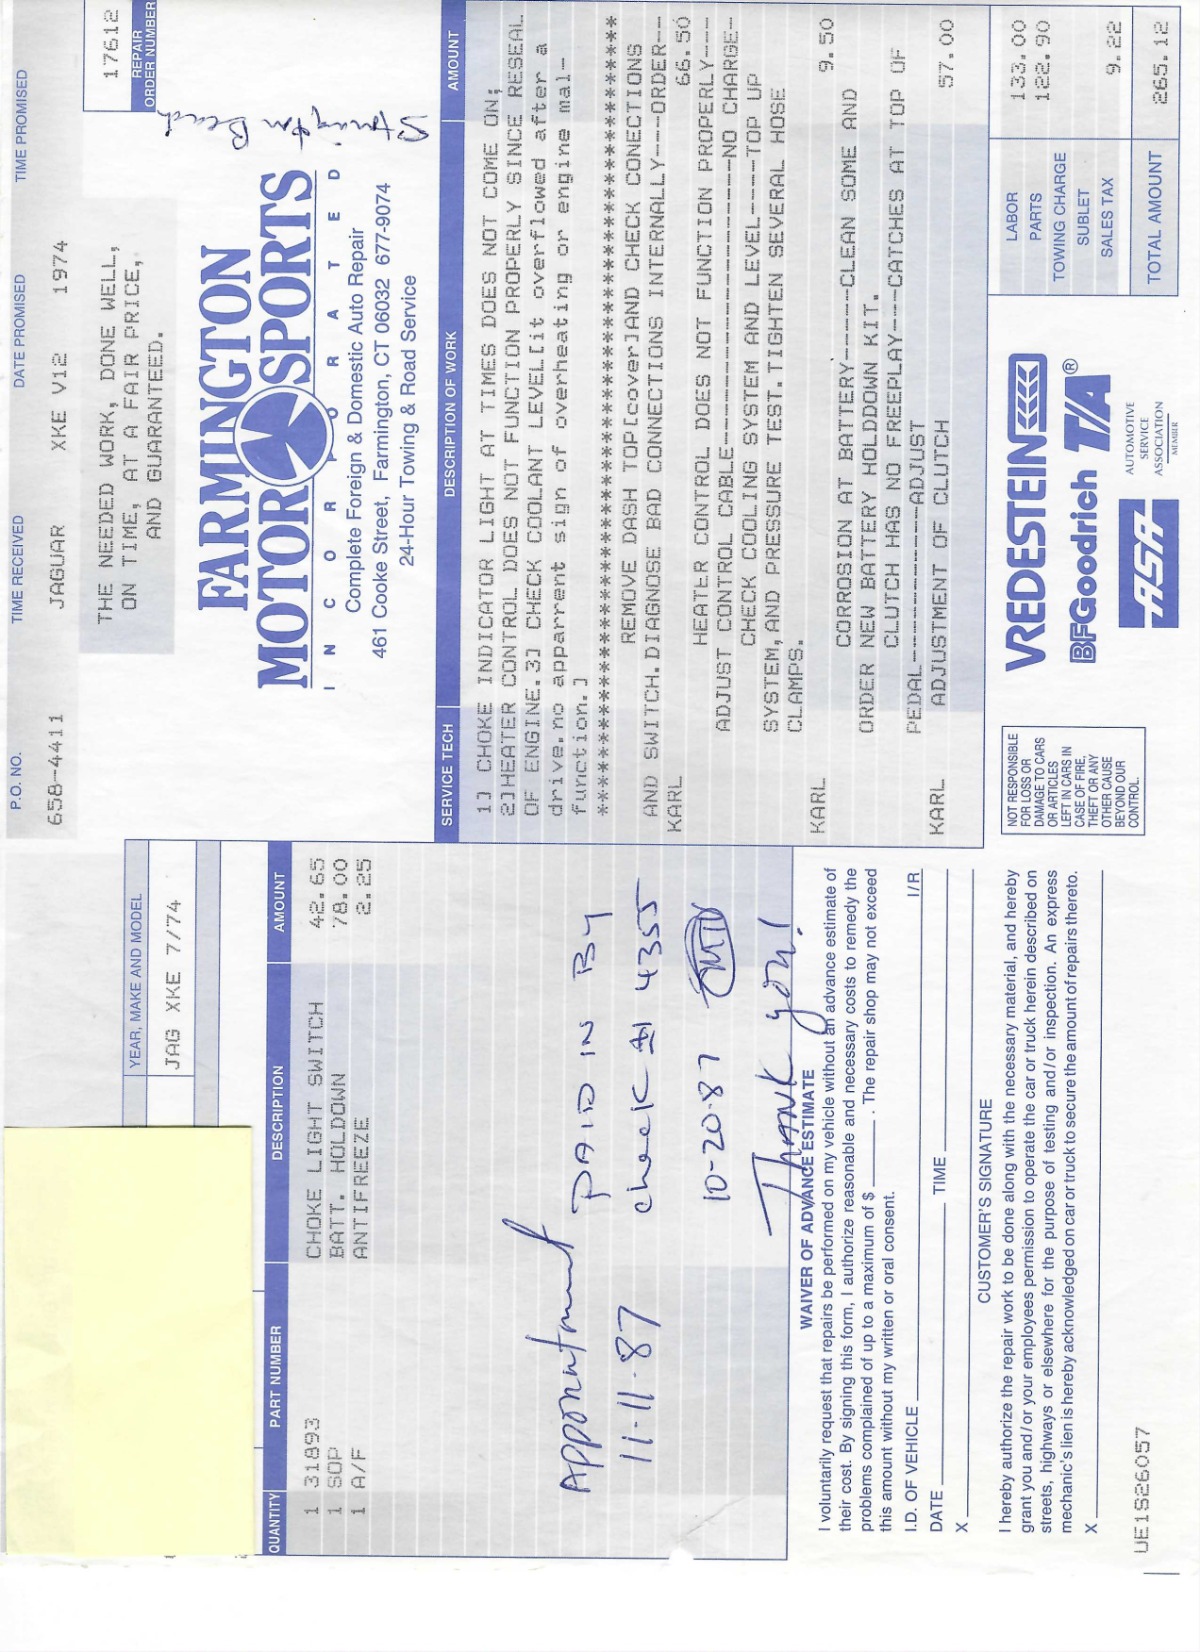 P.O. NO. TIME RECEIVED DATE PROMISED TIME PROMISED
658-4411 JAGUAR XKE V12 1974
THE NEEDED WORK, DONE WELL,
ON TIME, AT A FAIR PRICE,
AND GUARANTEED.
17612
REPAIR
ORDER NUMBER
FARMINGTON
MOTOR SPORTS
INCORPORATED
Complete Foreign & Domestic Auto Repair
461 Cooke Street, Farmington, CT 06032 677-9074
24-Hour Towing & Road Service
Stonington Beach
YEAR, MAKE AND MODEL
JAG XKE 7/74
QUANTITY PART NUMBER DESCRIPTION AMOUNT
1 31893 CHOKE LIGHT SWITCH 42.65
1 SOP BATT. HOLDOWN 78.00
1 A/F ANTIFREEZE 2.25
Appointment
11-11-87
PAID IN BY
check # 4355
10-20-87
Thank you!
SERVICE TECH DESCRIPTION OF WORK AMOUNT
1] CHOKE INDICATOR LIGHT AT TIMES DOES NOT COME ON;
2]HEATER CONTROL DOES NOT FUNCTION PROPERLY SINCE RESEAL
OF ENGINE.3] CHECK COOLANT LEVEL[it overflowed after a
drive.no apparrent sign of overheating or engine mal-
function.]
********************************************************
REMOVE DASH TOP[cover]AND CHECK CONECTIONS
AND SWITCH.DIAGNOSE BAD CONNECTIONS INTERNALLY---ORDER--
KARL 66.50
HEATER CONTROL DOES NOT FUNCTION PROPERLY---
ADJUST CONTROL CABLE--------------------NO CHARGE-
CHECK COOLING SYSTEM AND LEVEL---TOP UP
SYSTEM,AND PRESSURE TEST.TIGHTEN SEVERAL HOSE
CLAMPS.
KARL 9.50
CORROSION AT BATTERY-----CLEAN SOME AND
ORDER NEW BATTERY HOLDDOWN KIT.
CLUTCH HAS NO FREEPLAY---CATCHES AT TOP OF
PEDAL------------ADJUST
KARL ADJUSTMENT OF CLUTCH 57.00
WAIVER OF ADVANCE ESTIMATE
I voluntarily request that repairs be performed on my vehicle without an advance estimate of
their cost. By signing this form, I authorize reasonable and necessary costs to remedy the
problems complained of up to a maximum of $ . The repair shop may not exceed
this amount without my written or oral consent.
I.D. OF VEHICLE I/R
DATE TIME
X
CUSTOMER'S SIGNATURE
I hereby authorize the repair work to be done along with the necessary material, and hereby
grant you and/or your employees permission to operate the car or truck herein described on
streets, highways or elsewhere for the purpose of testing and/or inspection. An express
mechanic's lien is hereby acknowledged on car or truck to secure the amount of repairs thereto.
X
UE1S26057
NOT RESPONSIBLE
FOR LOSS OR
DAMAGE TO CARS
OR ARTICLES
LEFT IN CARS IN
CASE OF FIRE,
THEFT OR ANY
OTHER CAUSE
BEYOND OUR
CONTROL.
VREDESTEIN
BFGoodrich T/A®
ASA
AUTOMOTIVE
SERVICE
ASSOCIATION
MEMBER
LABOR 133.00
PARTS 122.90
TOWING CHARGE
SUBLET
SALES TAX 9.22
TOTAL AMOUNT 265.12